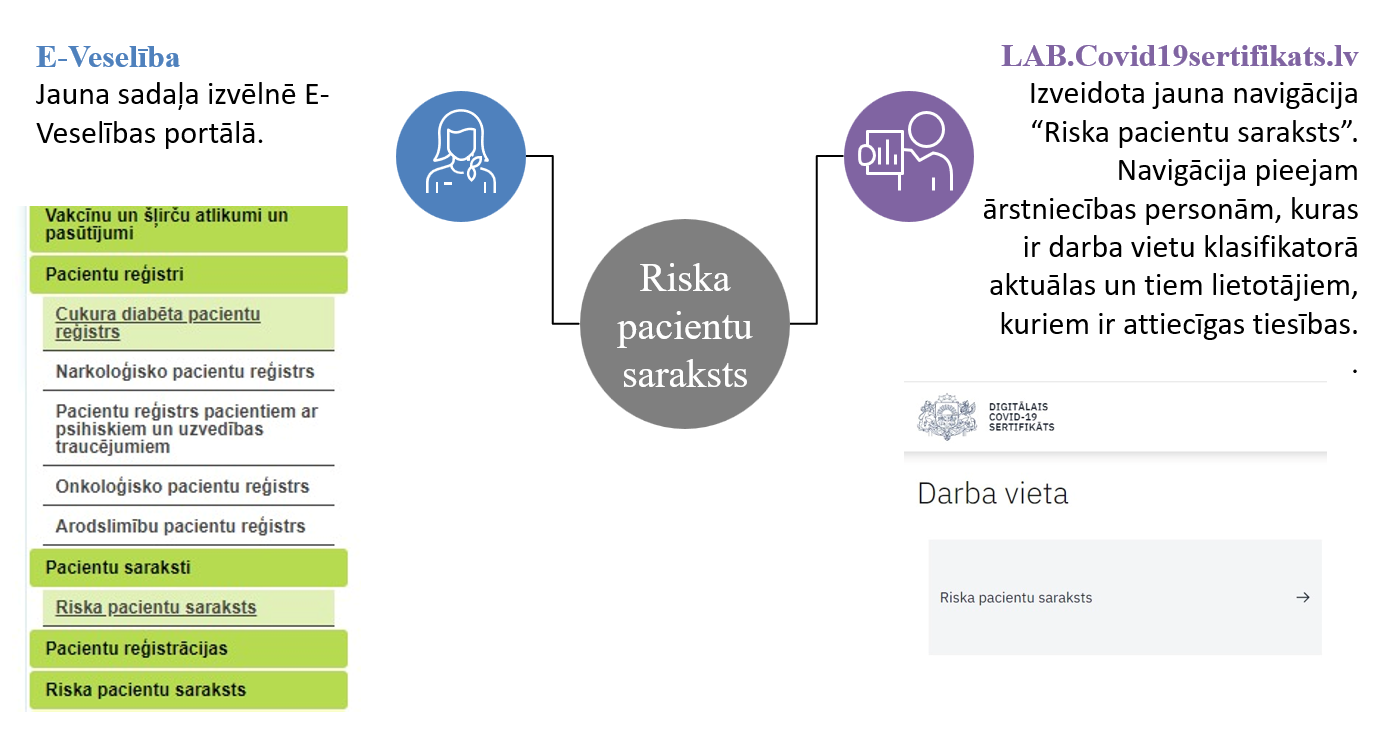 E-Veselība
Jauna sadaļa izvēlnē E-
Veselības portālā.
Vakcīnu un šļirču atlikumi un
pasūtījumi
Pacientu reģistri
Cukura diabēta pacientu
reģistrs
Narkoloģisko pacientu reģistrs
Pacientu reģistrs pacientiem ar
psihiskiem un uzvedības
traucējumiem
Onkoloģisko pacientu reģistrs
Arodslimību pacientu reģistrs
Pacientu saraksti
Riska pacientu saraksts
Pacientu reģistrācijas
Riska pacientu saraksts
Riska
pacientu
saraksts
LAB.Covid19sertifikats.lv
Izveidota jauna navigācija
“Riska pacientu saraksts”.
Navigācija pieejam
ārstniecības personām, kuras
ir darba vietu klasifikatorā
aktuālas un tiem lietotājiem,
kuriem ir attiecīgas tiesības.
.
DIGITĀLAIS
COVID-19
SERTIFIKĀTS
Darba vieta
Riska pacientu saraksts